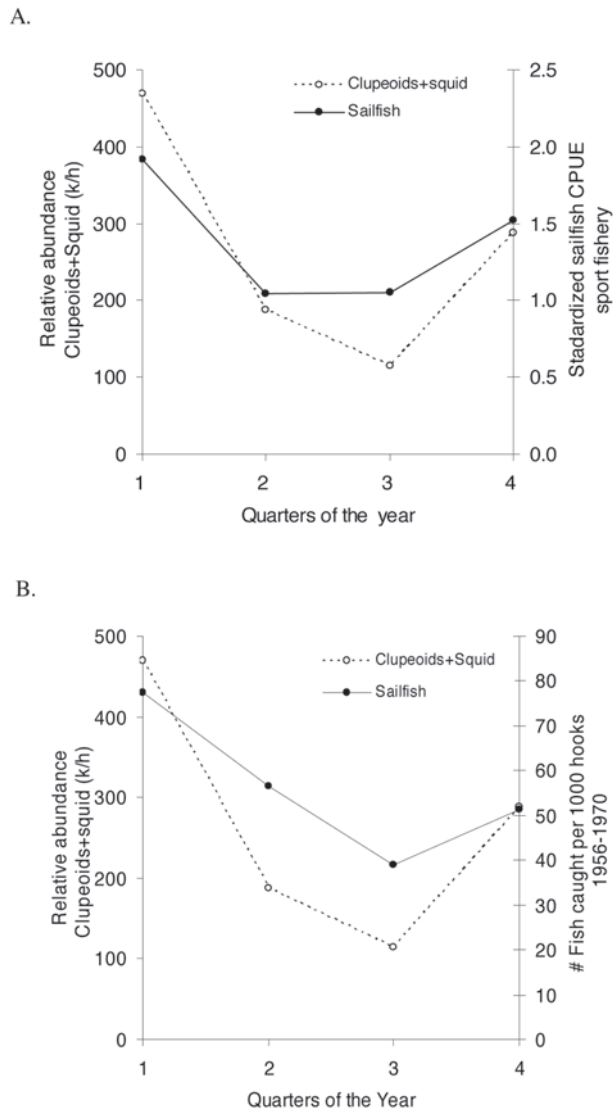 A.
500
400
300
200
100
0
2.5
2.0
1.5
1.0
0.5
0.0
Clupeoids+squid
Sailfish
Relative abundance
Clupeoids+Squid (k/h)
Stadardized sailfish CPUE
sport fishery
1 2 3 4
Quarters of the year
B.
500
400
300
200
100
0
90
80
70
60
50
40
30
20
10
0
Clupeoids+Squid
Sailfish
Relative abundance
Clupeoids+squid (k/h)
# Fish caught per 1000 hooks
1956-1970
1 2 3 4
Quarters of the Year